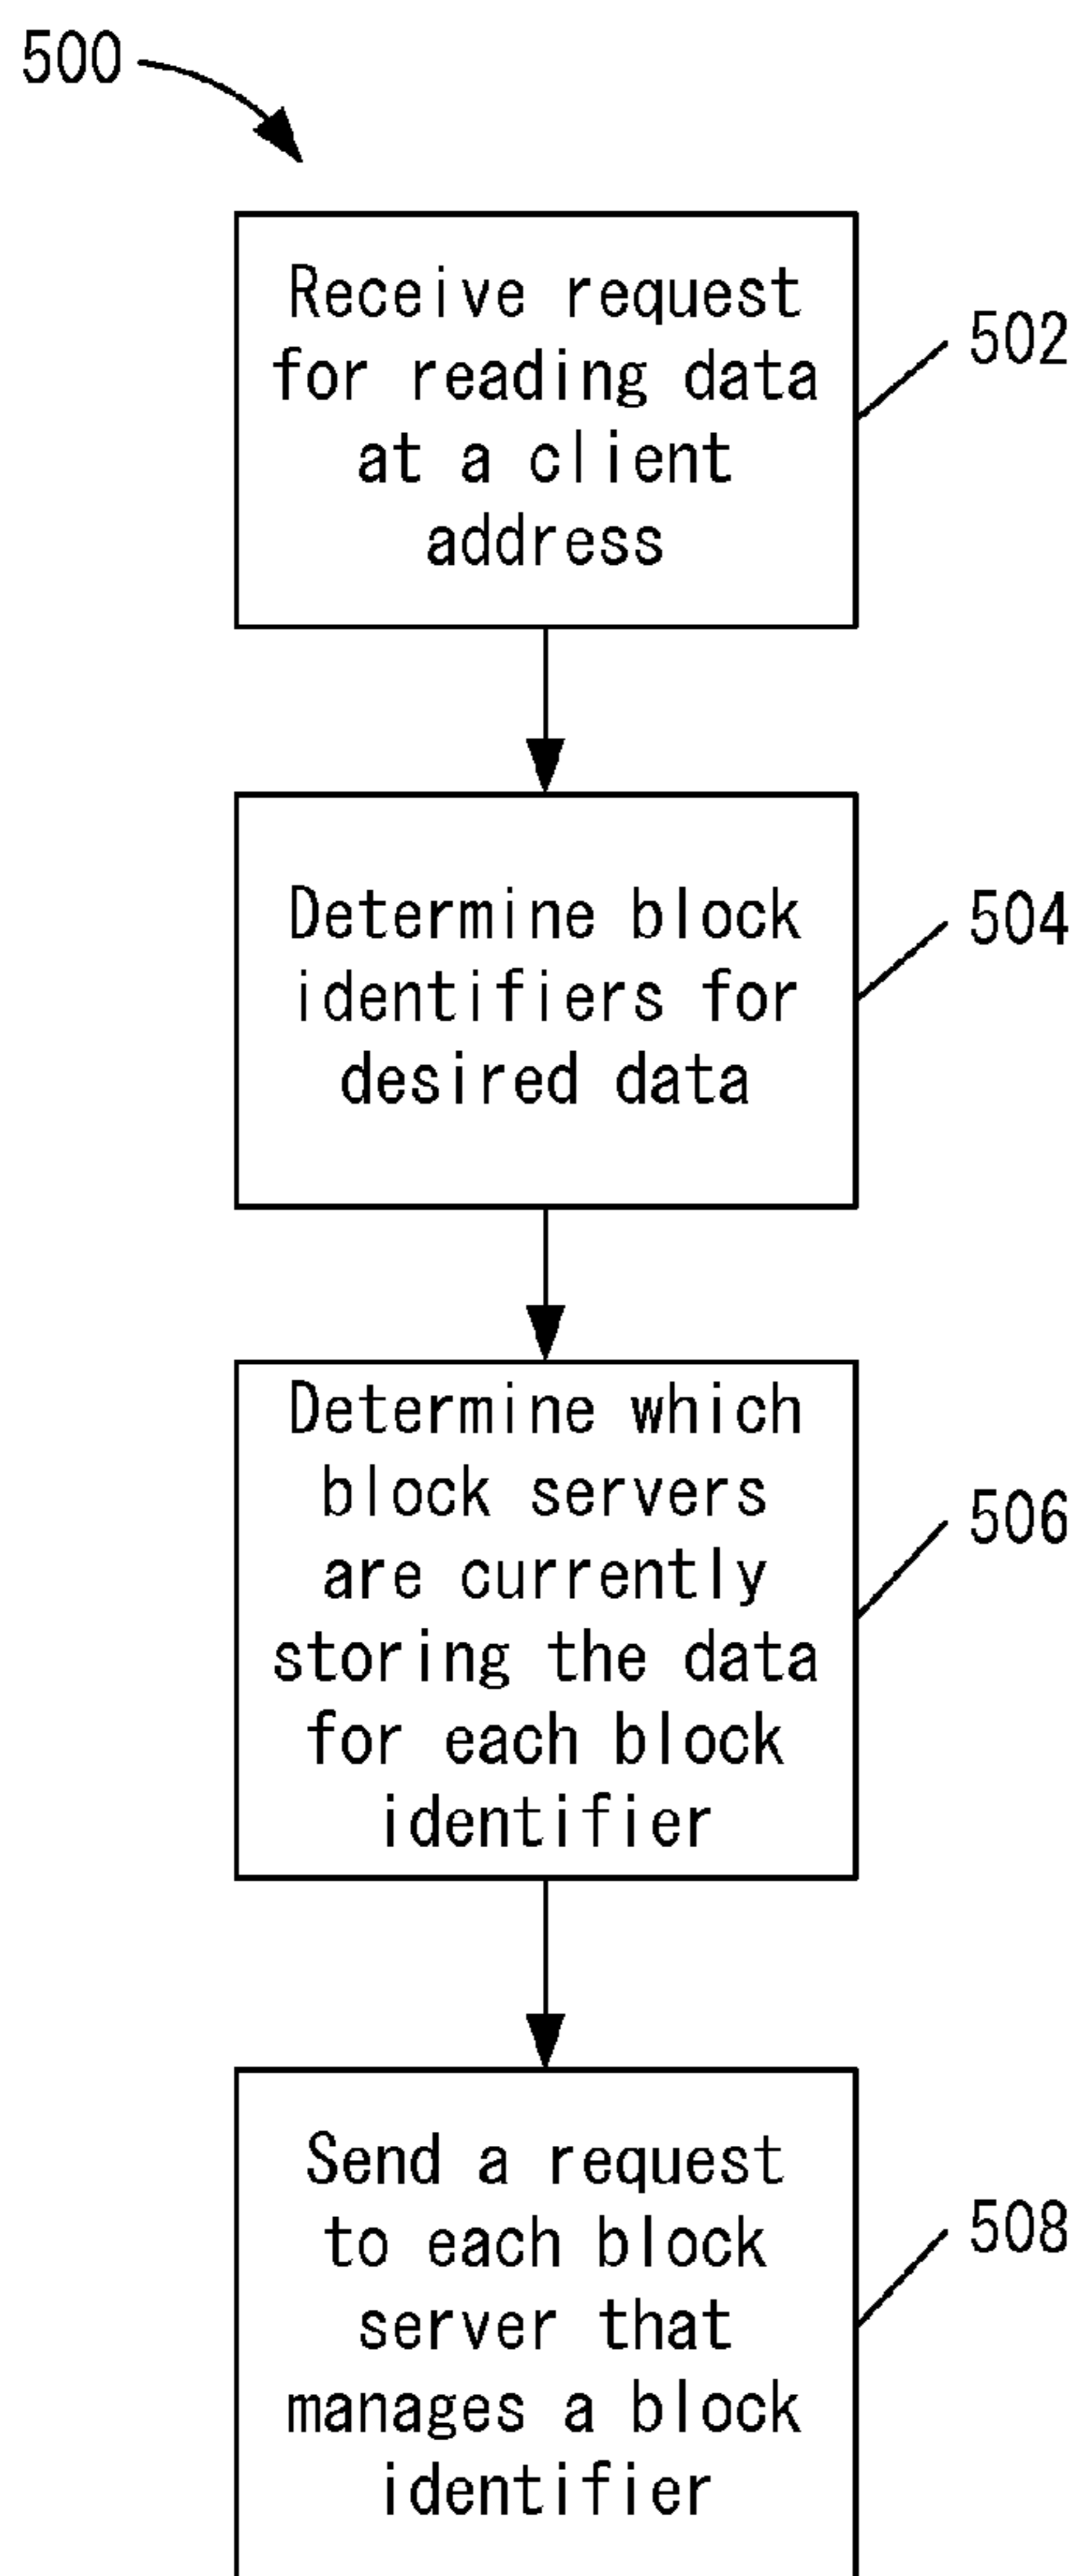 500
Receive request
for reading data
at a client
address
502
Determine block
identifiers for
desired data
504
Determine which
block servers
are currently
storing the data
for each block
identifier
506
Send a request
to each block
server that
manages a block
identifier
508